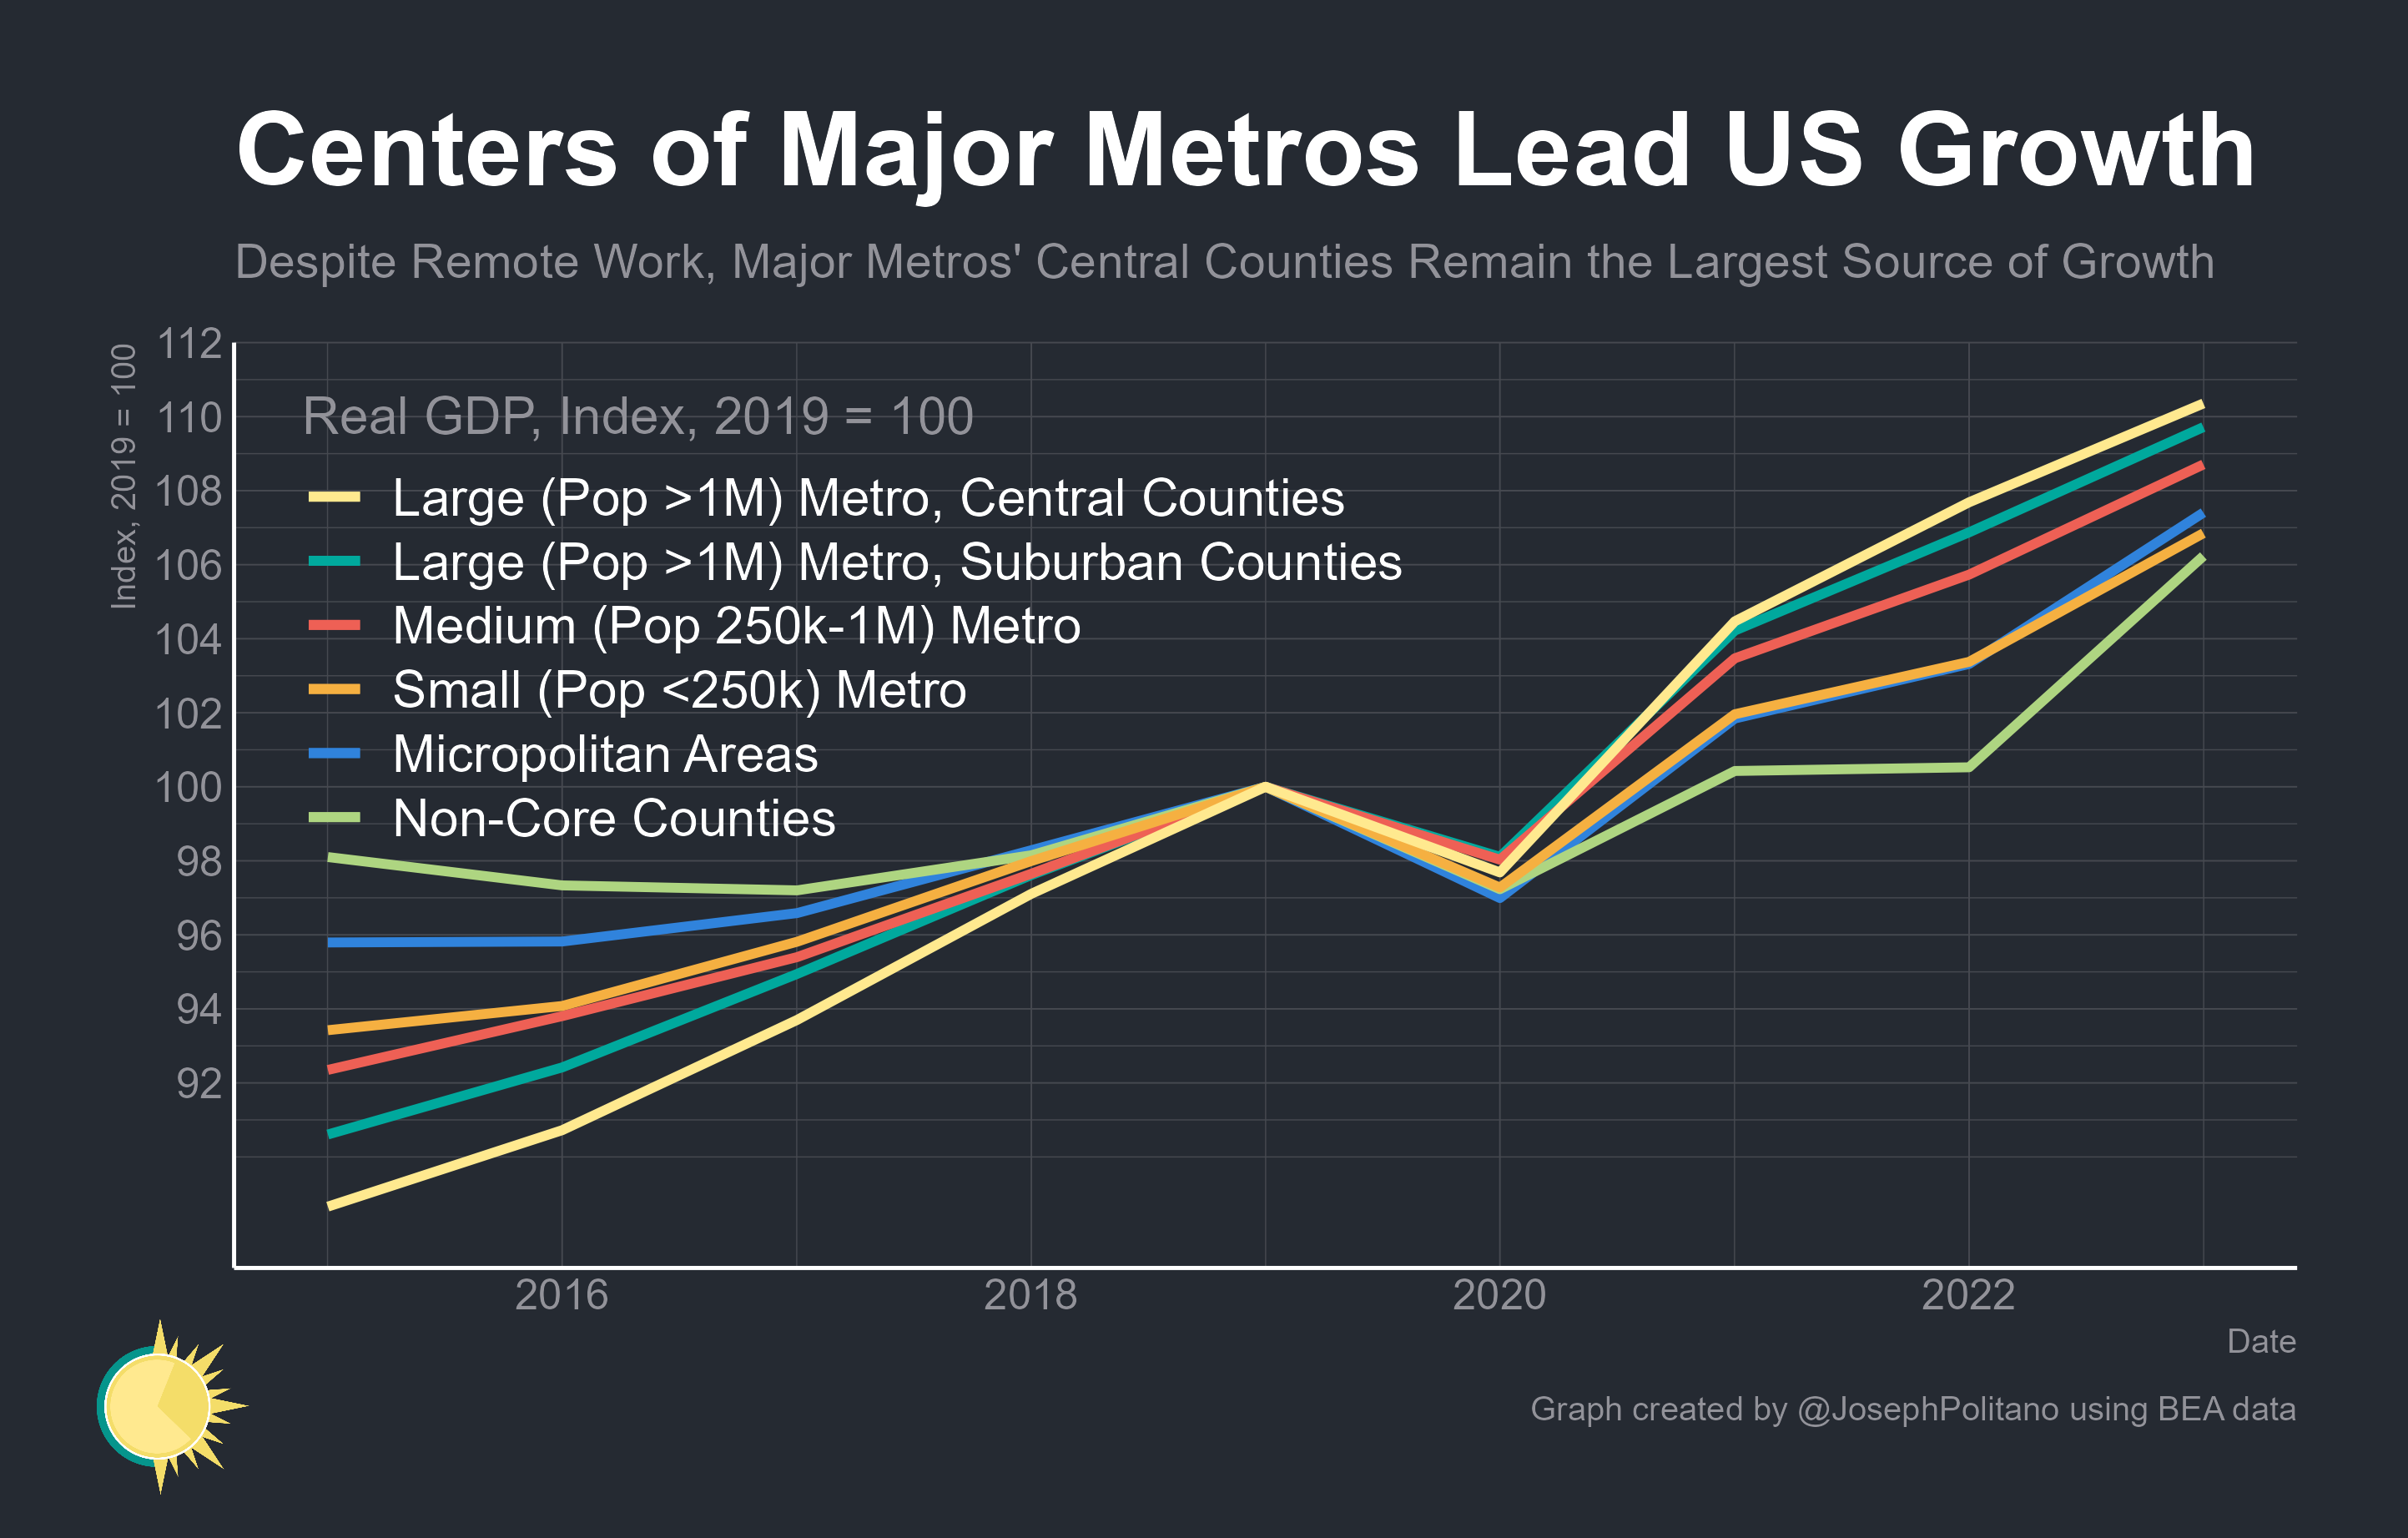 Centers of Major Metros Lead US Growth
Despite Remote Work, Major Metros' Central Counties Remain the Largest Source of Growth
Index, 2019 = 100
112
110
108
106
104
102
100
98
96
94
92
Real GDP, Index, 2019 = 100
Large (Pop >1M) Metro, Central Counties
Large (Pop >1M) Metro, Suburban Counties
Medium (Pop 250k-1M) Metro
Small (Pop <250k) Metro
Micropolitan Areas
Non-Core Counties
2016
2018
2020
2022
Date
Graph created by @JosephPolitano using BEA data